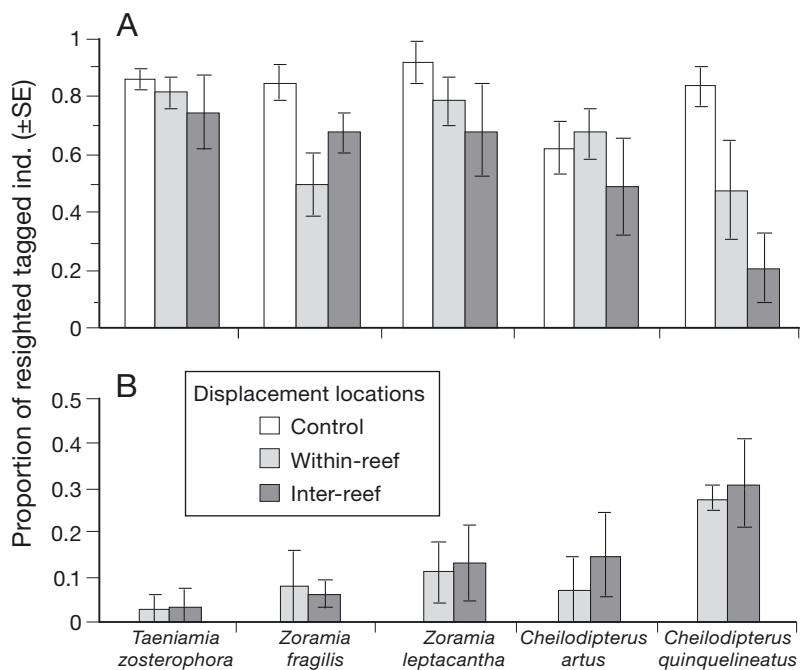 A
Proportion of resighted tagged ind. (±SE)
1
0.8
0.6
0.4
0.2
0
B
0.5
0.4
0.3
0.2
0.1
0
Displacement locations
Control
Within-reef
Inter-reef
Taeniamia
zosterophora
Zoramia
fragilis
Zoramia
leptacantha
Cheilodipterus
artus
Cheilodipterus
quinquelineatus